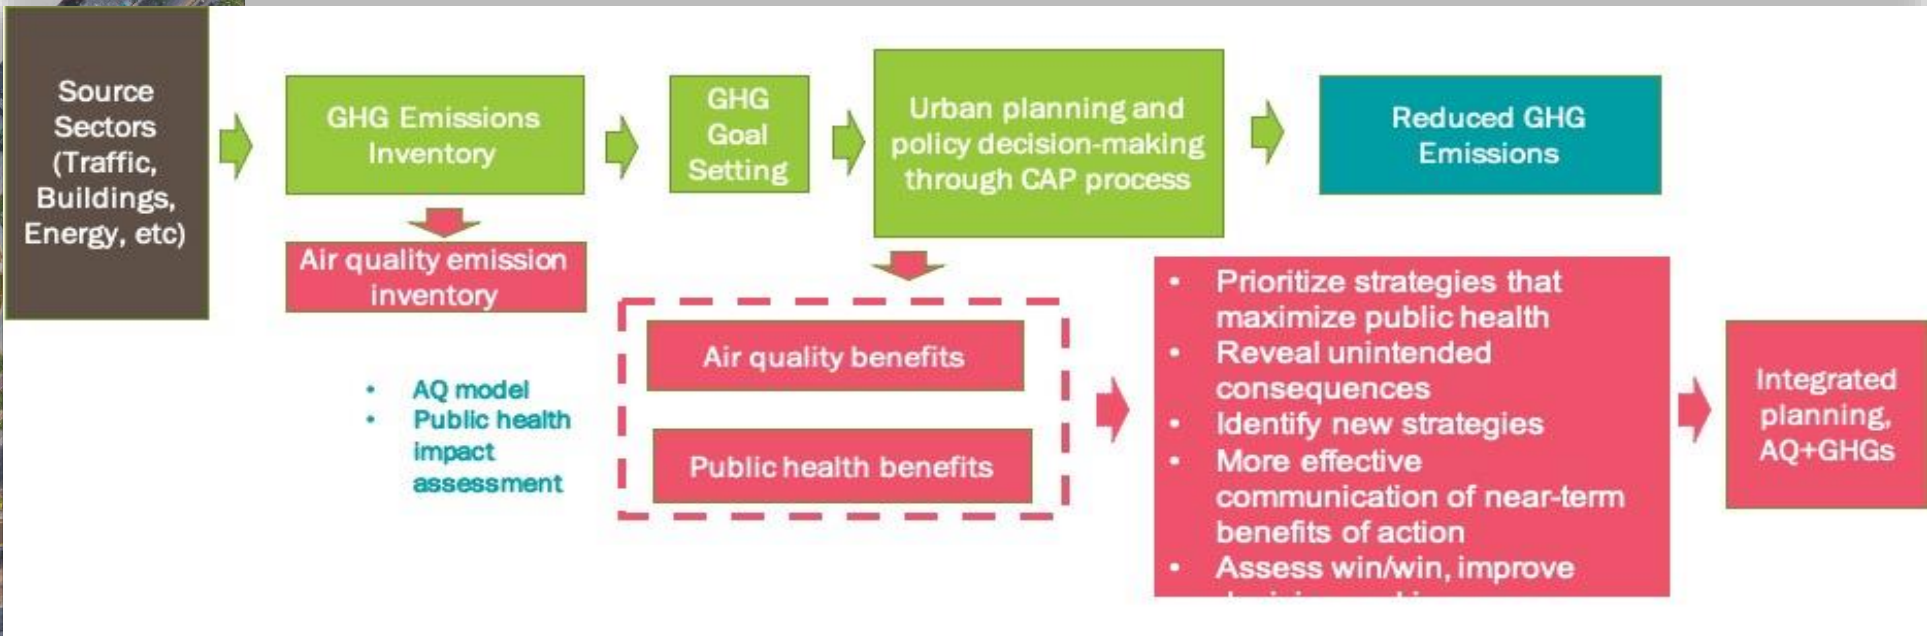 Source
Sectors
(Traffic,
Buildings,
Energy, etc)
GHG Emissions
Inventory
GHG
Goal
Setting
Urban planning and
policy decision-making
through CAP process
Reduced GHG
Emissions
Air quality emission
inventory
• AQ model
• Public health
impact
assessment
Air quality benefits
Public health benefits
• Prioritize strategies that
maximize public health
• Reveal unintended
consequences
• Identify new strategies
• More effective
communication of near-term
benefits of action
• Assess win/win, improve
Integrated
planning,
AQ+GHGs